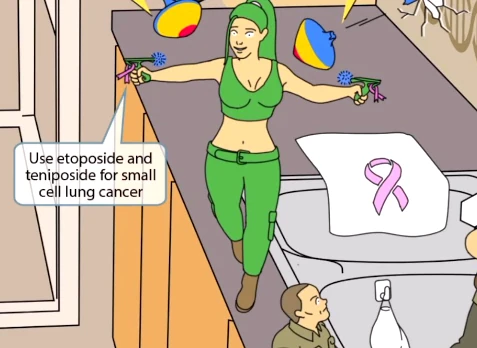 Use etoposide and
teniposide for small
cell lung cancer